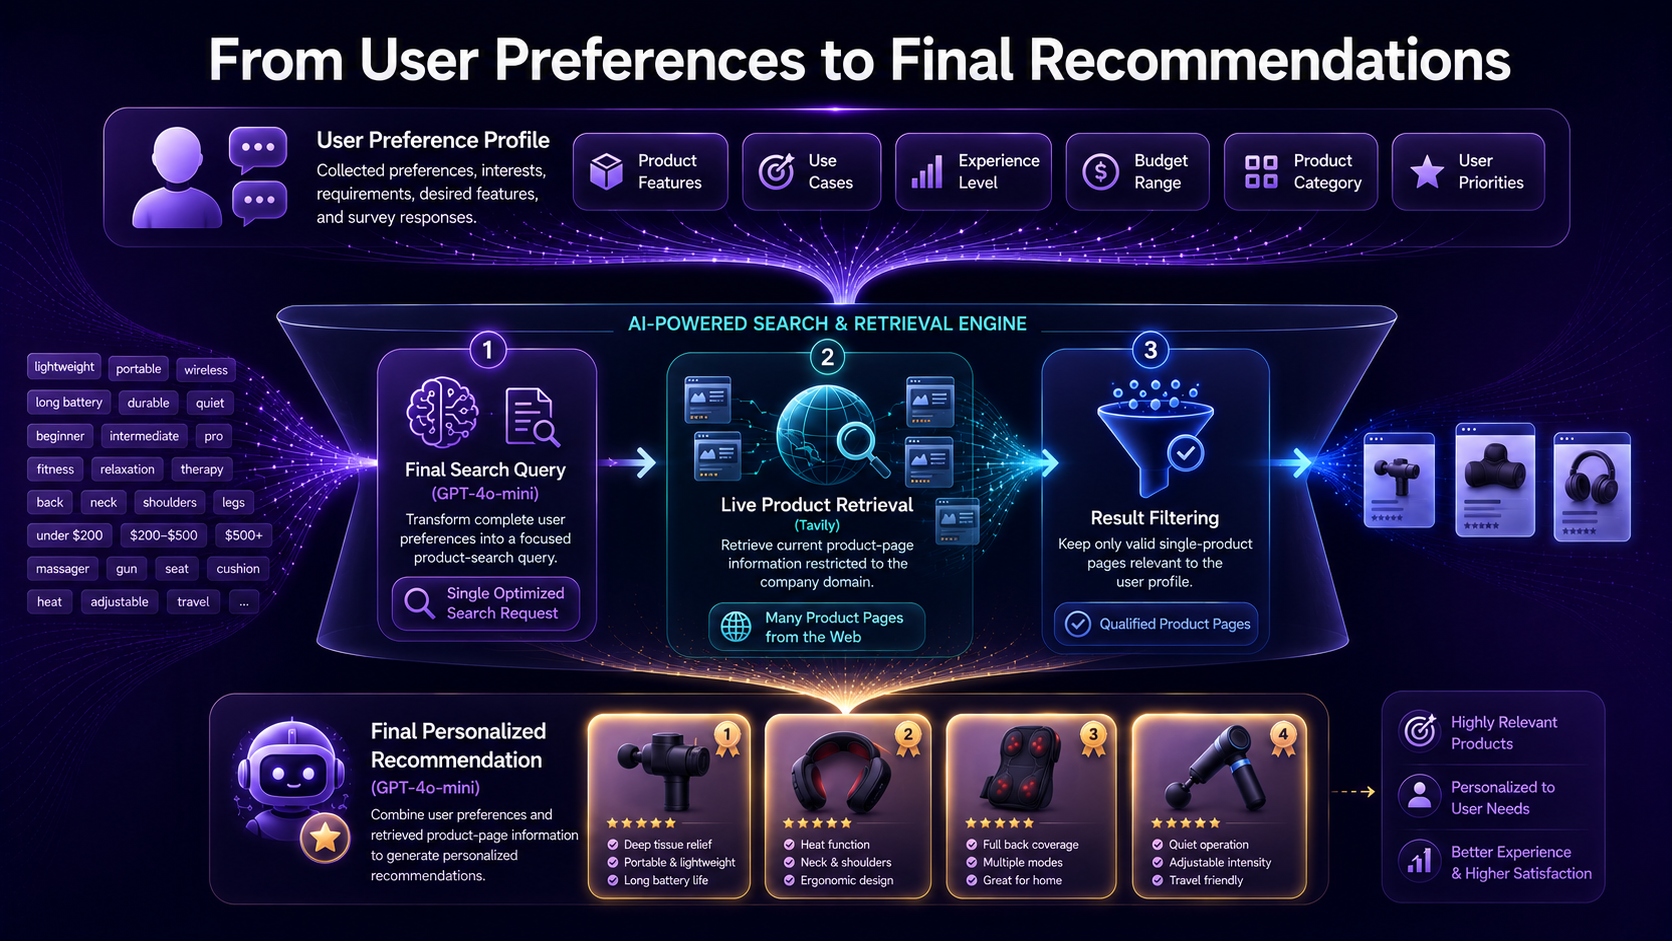 From User Preferences to Final Recommendations
User Preference Profile
Collected preferences, interests,
requirements, desired features,
and survey responses.
Product
Features
Use
Cases
Experience
Level
Budget
Range
Product
Category
User
Priorities
AI-POWERED SEARCH & RETRIEVAL ENGINE
lightweight
portable
wireless
long battery
durable
quiet
beginner
intermediate
pro
fitness
relaxation
therapy
back
neck
shoulders
legs
under $200
$200–$500
$500+
massager
gun
seat
cushion
heat
adjustable
travel
...
1
Final Search Query
(GPT-4o-mini)
Transform complete user
preferences into a focused
product-search query.
Single Optimized
Search Request
2
Live Product Retrieval
(Tavily)
Retrieve current product-page
information restricted to the
company domain.
Many Product Pages
from the Web
3
Result Filtering
Keep only valid single-product
pages relevant to the
user profile.
Qualified Product Pages
Final Personalized
Recommendation
(GPT-4o-mini)
Combine user preferences and
retrieved product-page information
to generate personalized
recommendations.
1
Deep tissue relief
Portable & lightweight
Long battery life
2
Heat function
Neck & shoulders
Ergonomic design
3
Full back coverage
Multiple modes
Great for home
4
Quiet operation
Adjustable intensity
Travel friendly
Highly Relevant
Products
Personalized to
User Needs
Better Experience
& Higher Satisfaction